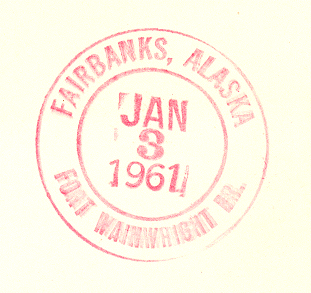 FAIRBANKS, ALASKA
JAN
3
1961
FORT WAINWRIGHT BR.